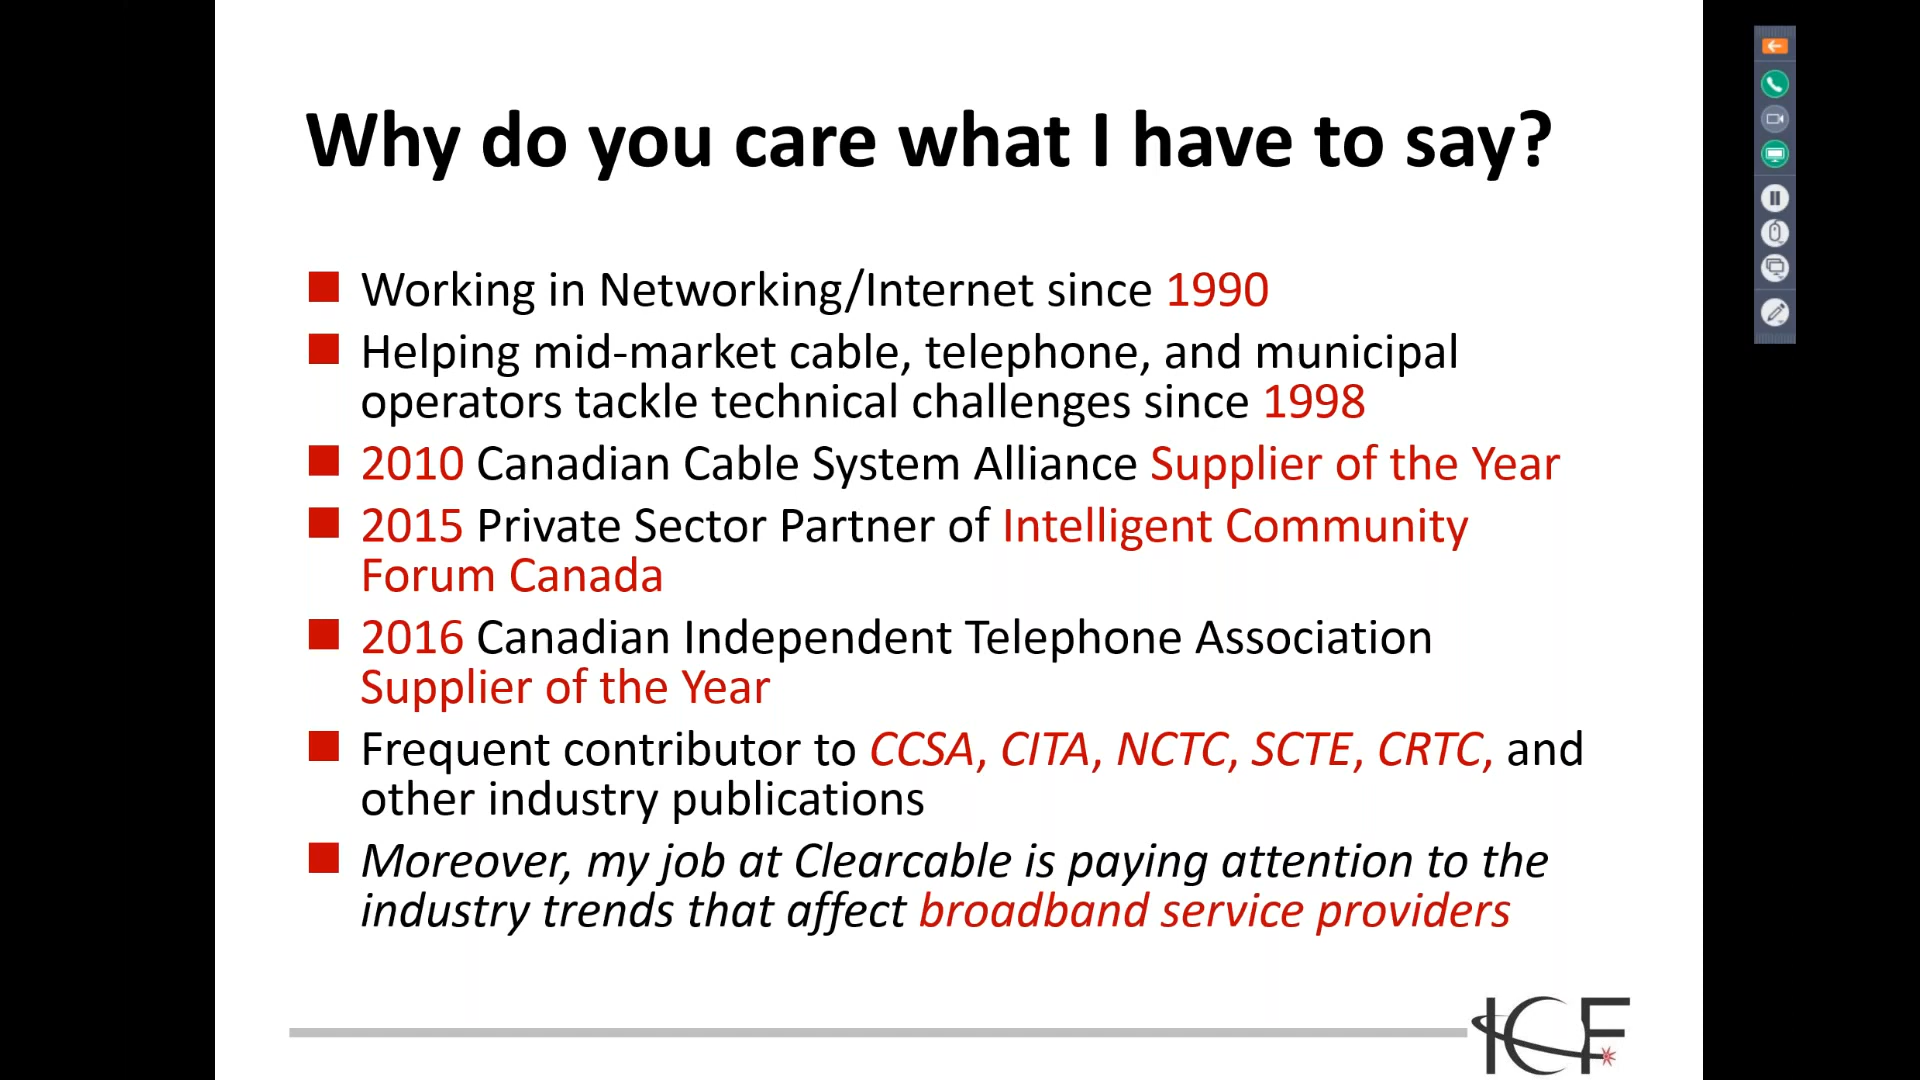 Why do you care what I have to say?
Working in Networking/Internet since 1990
Helping mid-market cable, telephone, and municipal
operators tackle technical challenges since 1998
2010 Canadian Cable System Alliance Supplier of the Year
2015 Private Sector Partner of Intelligent Community
Forum Canada
2016 Canadian Independent Telephone Association
Supplier of the Year
Frequent contributor to CCSA, CITA, NCTC, SCTE, CRTC, and
other industry publications
Moreover, my job at Clearcable is paying attention to the
industry trends that affect broadband service providers
ICF